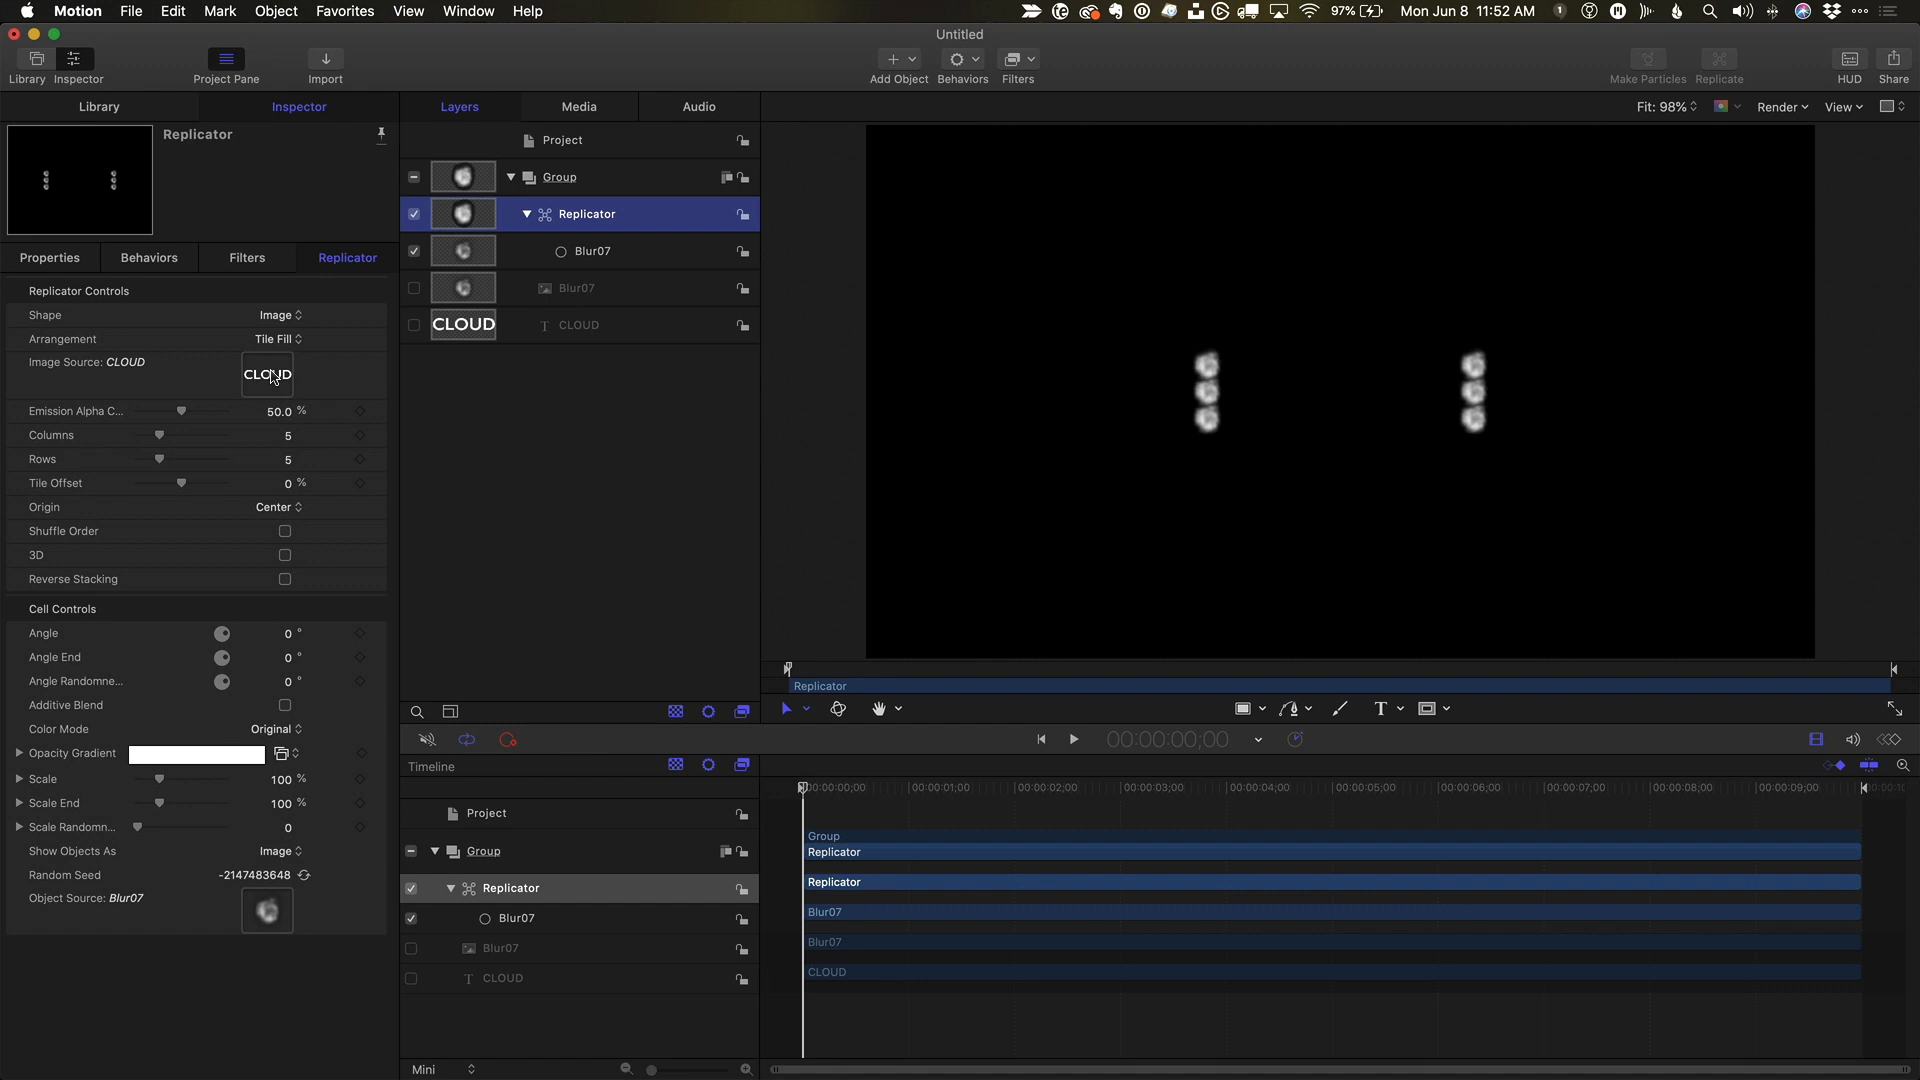 Motion File Edit Mark Object Favorites View Window Help 97% Mon Jun 8 11:52 AM
Untitled
Library Inspector Project Pane Import Add Object Behaviors Filters Make Particles Replicate HUD Share
Library Inspector Layers Media Audio Fit: 98% Render View
Replicator
Project
Group
Replicator
Blur07
Blur07
CLOUD CLOUD
Properties Behaviors Filters Replicator
Replicator Controls
Shape Image
Arrangement Tile Fill
Image Source: CLOUD
CLOUD
Emission Alpha C... 50.0 %
Columns 5
Rows 5
Tile Offset 0 %
Origin Center
Shuffle Order
3D
Reverse Stacking
Cell Controls
Angle 0 °
Angle End 0 °
Angle Randomne... 0 °
Additive Blend
Color Mode Original
Opacity Gradient
Scale 100 %
Scale End 100 %
Scale Randomn... 0
Show Objects As Image
Random Seed -2147483648
Object Source: Blur07
Replicator
T
00:00:00;00
Timeline
00:00:00;00 00:00:01;00 00:00:02;00 00:00:03;00 00:00:04;00 00:00:05;00 00:00:06;00 00:00:07;00 00:00:08;00 00:00:09;00
Project
Group
Replicator
Blur07
Blur07
T CLOUD
Group
Replicator
Replicator
Blur07
Blur07
CLOUD
Mini